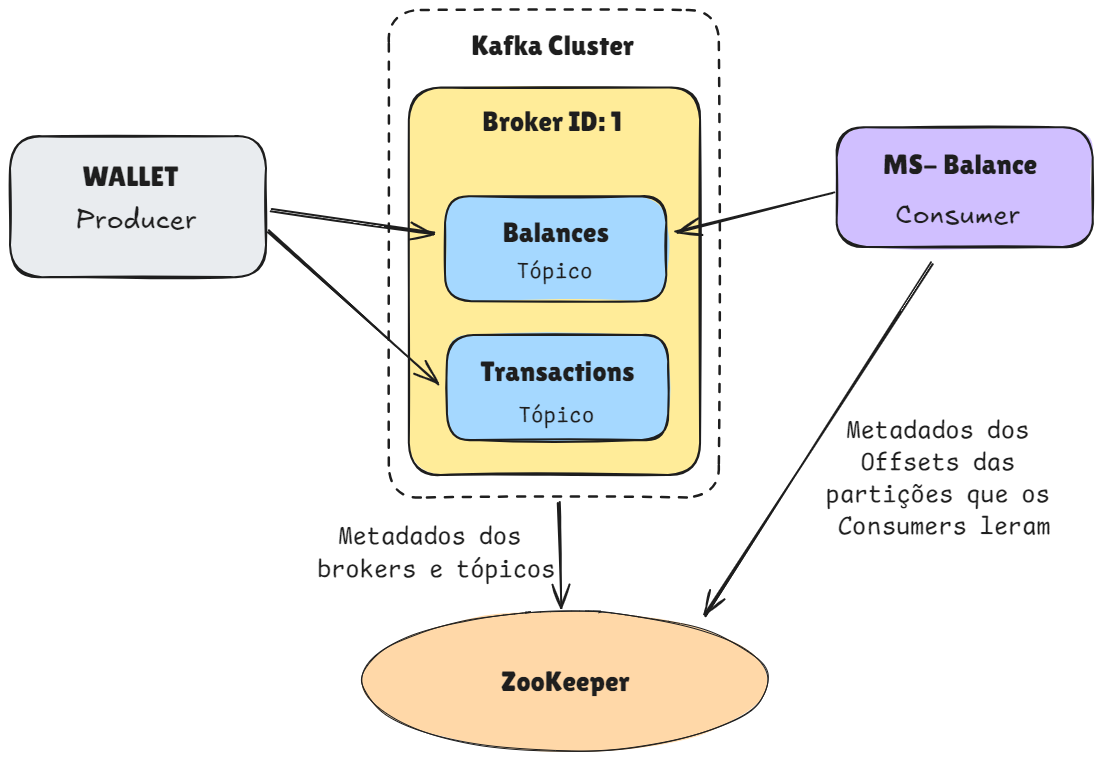 Kafka Cluster
Broker ID: 1
WALLET
Producer
Balances
Tópico
Transactions
Tópico
MS- Balance
Consumer
Metadados dos
brokers e tópicos
Metadados dos
Offsets das
partições que os
Consumers leram
ZooKeeper